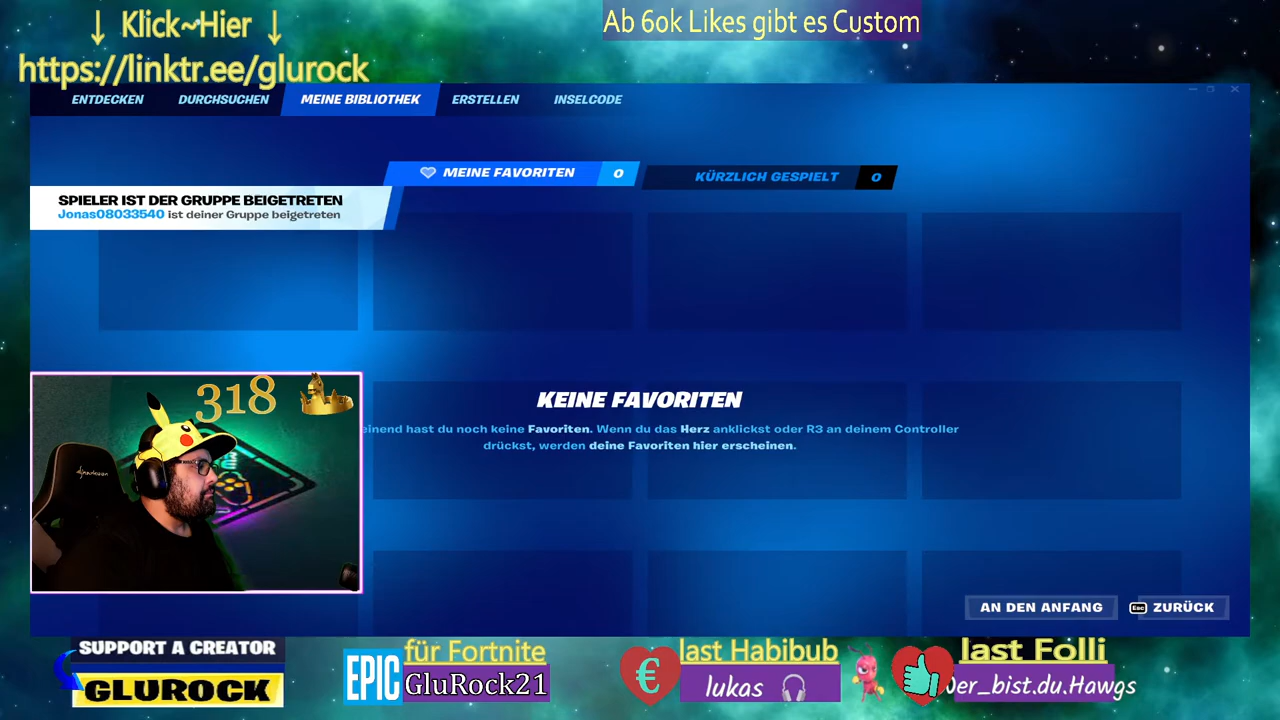 ↓ Klick~Hier ↓
https://linktr.ee/glurock
Ab 60k Likes gibt es Custom
ENTDECKEN DURCHSUCHEN MEINE BIBLIOTHEK ERSTELLEN INSELCODE
MEINE FAVORITEN 0 KÜRZLICH GESPIELT 0
SPIELER IST DER GRUPPE BEIGETRETEN
Jonas08033540 ist deiner Gruppe beigetreten
318
KEINE FAVORITEN
einend hast du noch keine Favoriten. Wenn du das Herz anklickst oder R3 an deinem Controller
drückst, werden deine Favoriten hier erscheinen.
AN DEN ANFANG Esc ZURÜCK
SUPPORT A CREATOR
GLUROCK
für Fortnite
EPIC GluRock21
last Habibub
€ lukas
last Folli
Der_bist.du.Hawgs